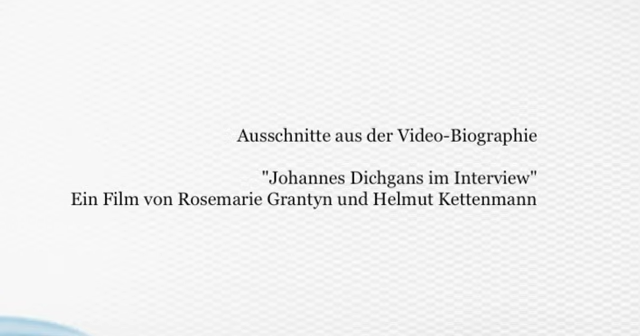 Ausschnitte aus der Video-Biographie
"Johannes Dichgans im Interview"
Ein Film von Rosemarie Grantyn und Helmut Kettenmann